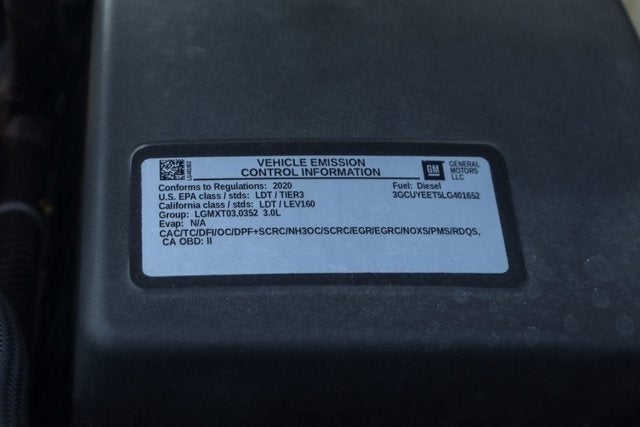 VEHICLE EMISSION
CONTROL INFORMATION
GM
GENERAL
MOTORS
LLC
Conforms to Regulations: 2020
Fuel: Diesel
U.S. EPA class / stds: LDT / TIER3
3GCUYEET5LG401652
California class / stds: LDT / LEV160
Group: LGMXT03.0352 3.0L
Evap: N/A
CAC/TC/DFI/OC/DPF+SCRC/NH3OC/SCRC/EGR/EGRC/NOXS/PMS/RDQS,
CA OBD: II